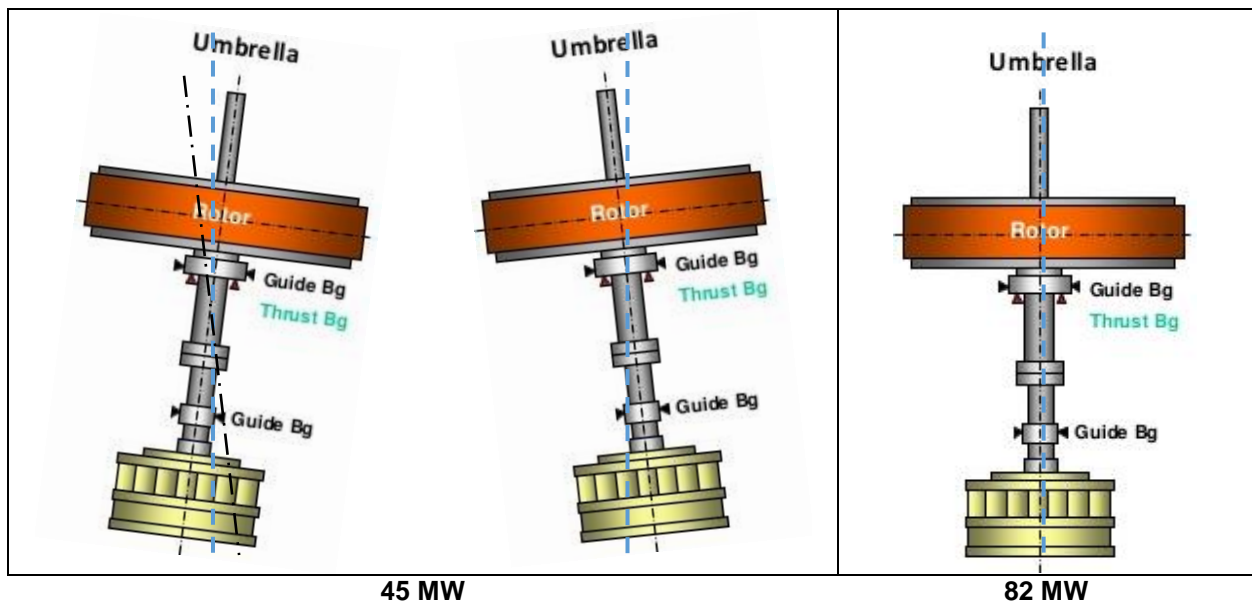 Umbrella
Rotor
Guide Bg
Thrust Bg
Guide Bg
Umbrella
Rotor
Guide Bg
Thrust Bg
Guide Bg
45 MW
Umbrella
Rotor
Guide Bg
Thrust Bg
Guide Bg
82 MW